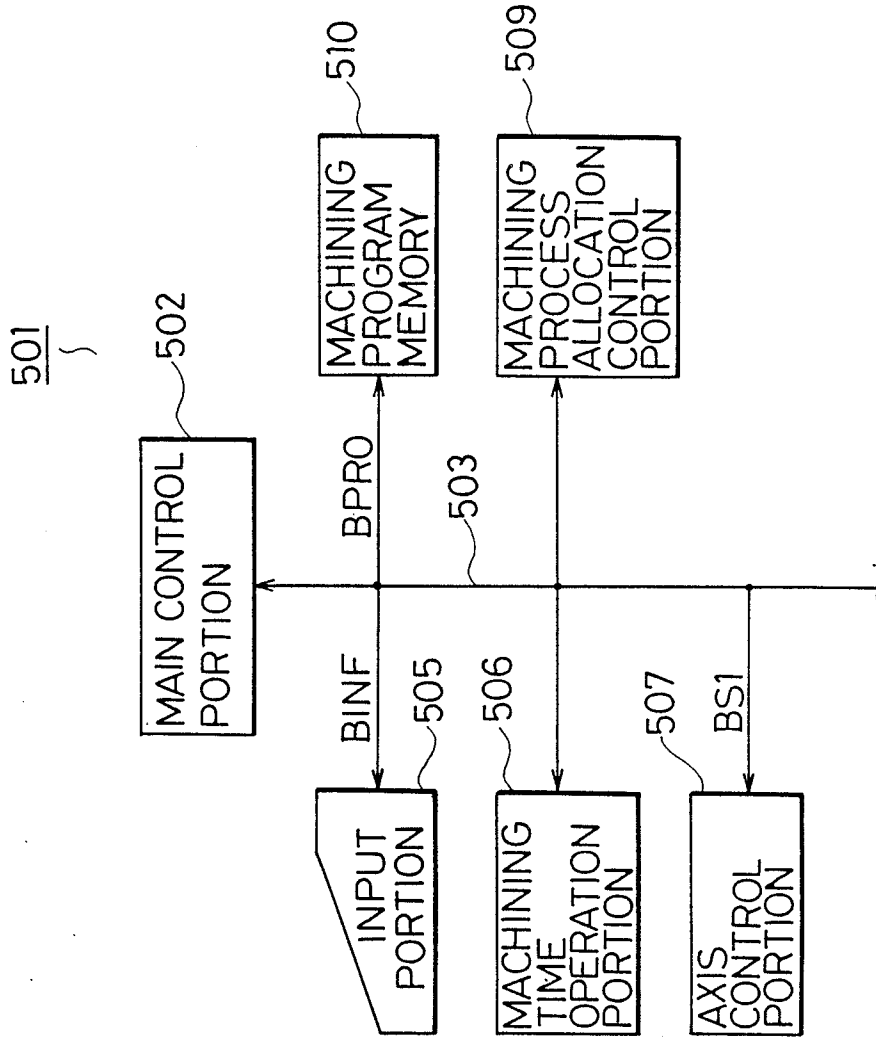 501
502
MAIN CONTROL
PORTION
510
MACHINING
PROGRAM
MEMORY
BPRO
BINF
503
505
INPUT
PORTION
509
MACHINING
PROCESS
ALLOCATION
CONTROL
PORTION
506
MACHINING
TIME
OPERATION
PORTION
507
BS1
AXIS
CONTROL
PORTION